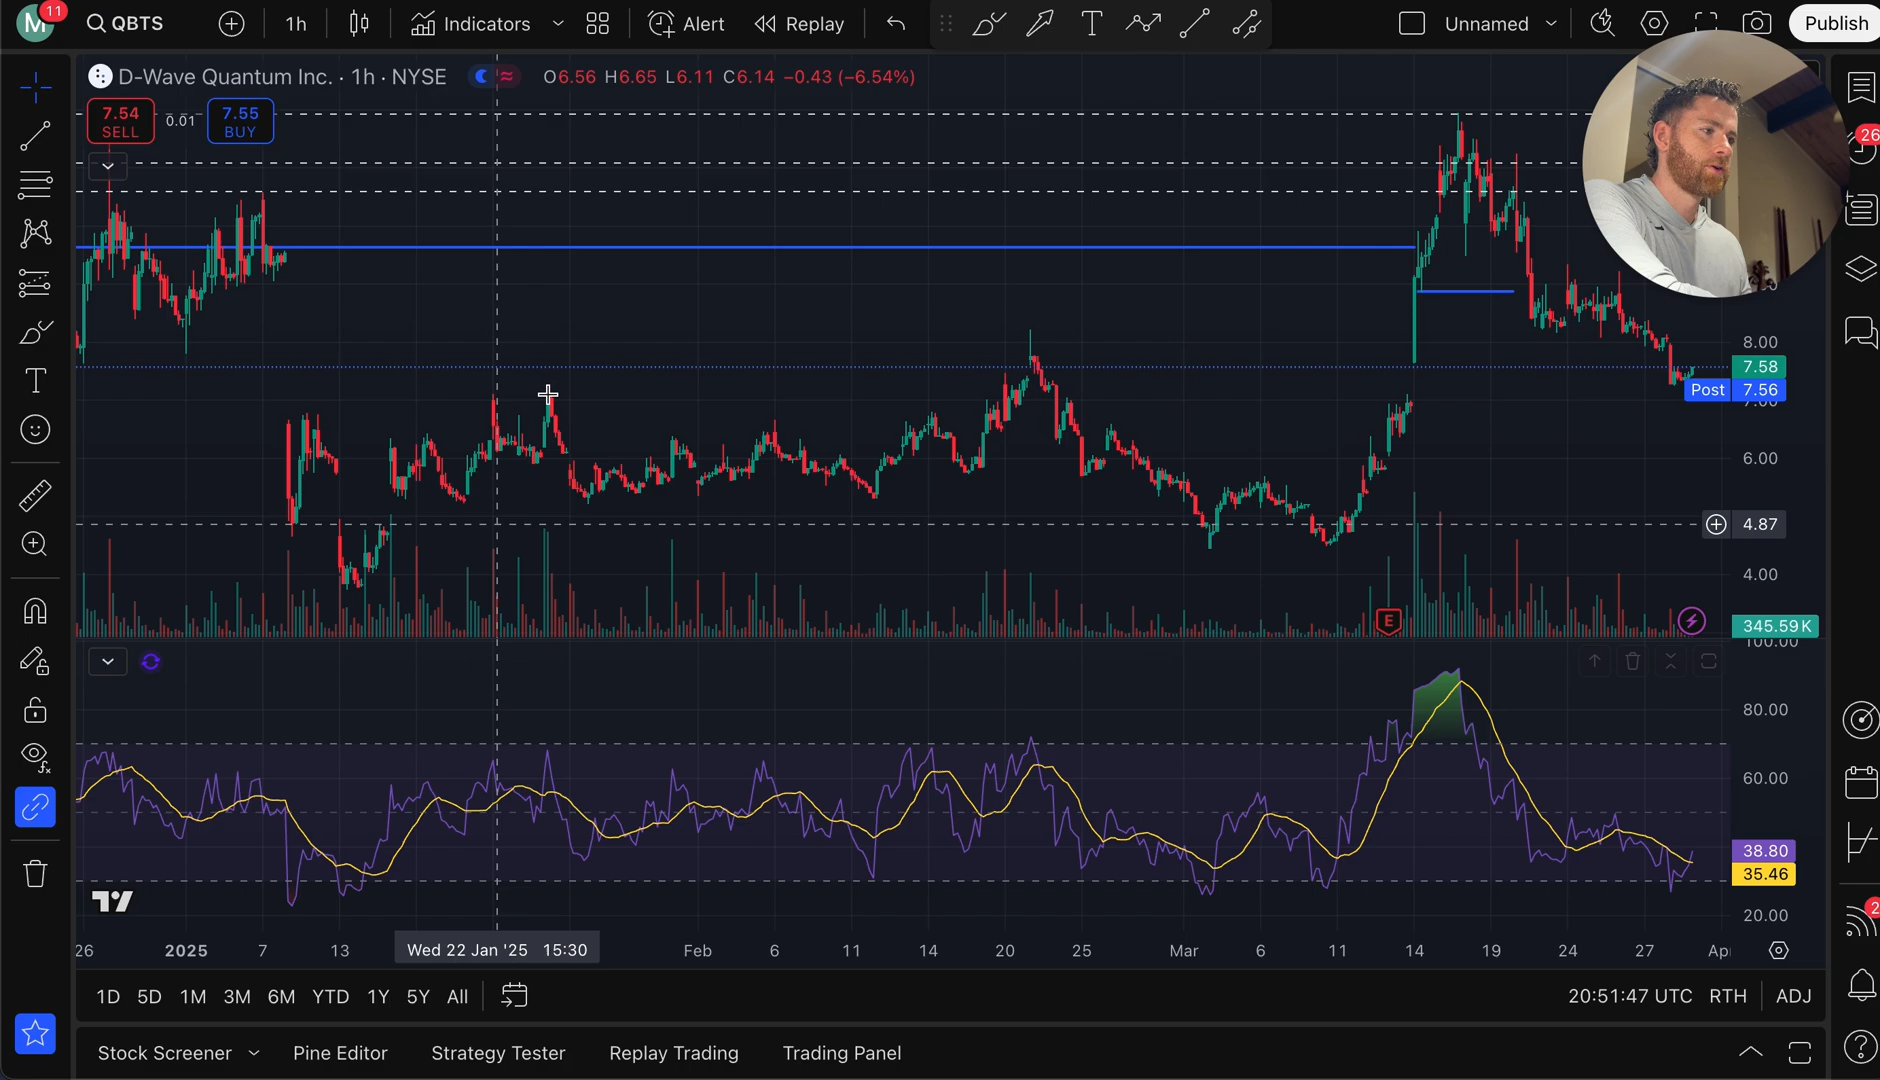 M 11 QBTS 1h Indicators Alert Replay Unnamed Publish
D-Wave Quantum Inc. · 1h · NYSE O6.56 H6.65 L6.11 C6.14 −0.43 (−6.54%)
7.54 SELL 0.01 7.55 BUY
26
8.00
7.58
Post 7.56
6.00
4.87
4.00
E
345.59K
100.00
80.00
60.00
38.80
35.46
20.00
2
26 2025 7 13 Wed 22 Jan '25 15:30 Feb 6 11 14 20 25 Mar 6 11 14 19 24 27
1D 5D 1M 3M 6M YTD 1Y 5Y All 20:51:47 UTC RTH ADJ
Stock Screener Pine Editor Strategy Tester Replay Trading Trading Panel